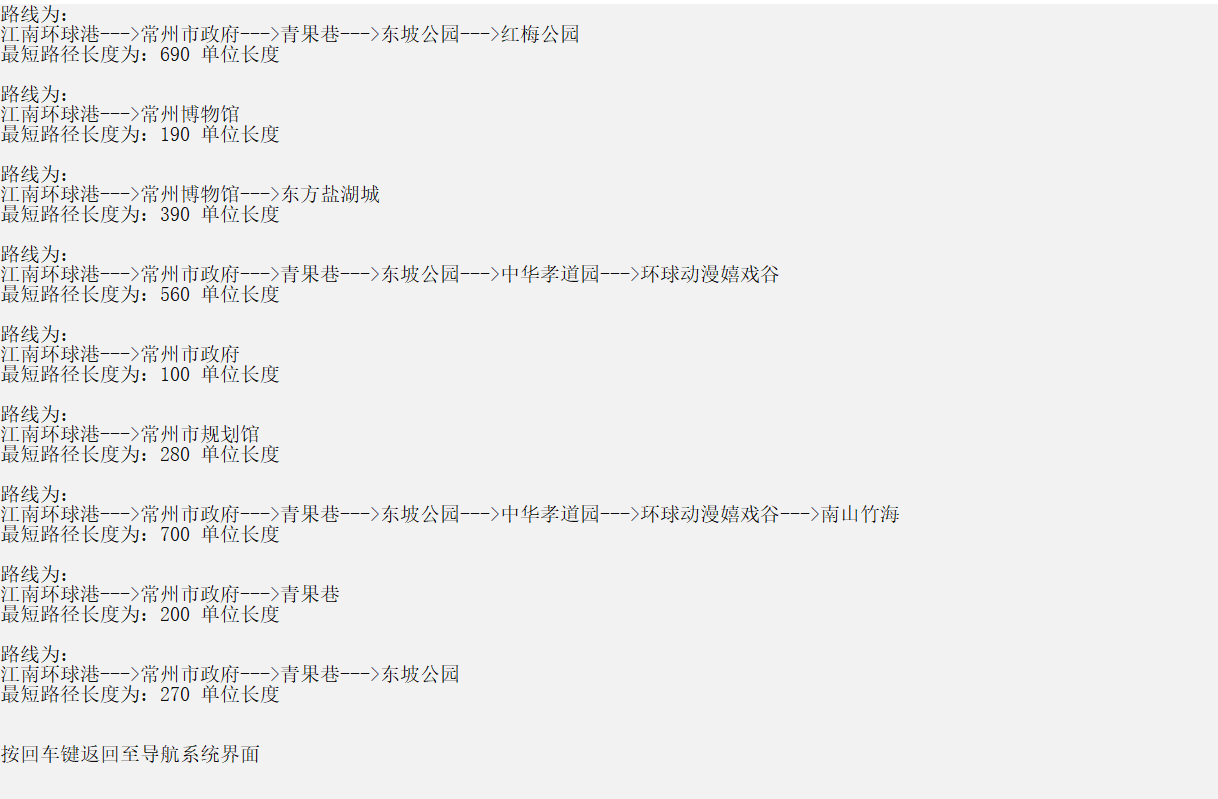 路线为:
江南环球港--->常州市政府--->青果巷--->东坡公园--->红梅公园
最短路径长度为: 690 单位长度
路线为:
江南环球港--->常州博物馆
最短路径长度为: 190 单位长度
路线为:
江南环球港--->常州博物馆--->东方盐湖城
最短路径长度为: 390 单位长度
路线为:
江南环球港--->常州市政府--->青果巷--->东坡公园--->中华孝道园--->环球动漫嬉戏谷
最短路径长度为: 560 单位长度
路线为:
江南环球港--->常州市政府
最短路径长度为: 100 单位长度
路线为:
江南环球港--->常州市规划馆
最短路径长度为: 280 单位长度
路线为:
江南环球港--->常州市政府--->青果巷--->东坡公园--->中华孝道园--->环球动漫嬉戏谷--->南山竹海
最短路径长度为: 700 单位长度
路线为:
江南环球港--->常州市政府--->青果巷
最短路径长度为: 200 单位长度
路线为:
江南环球港--->常州市政府--->青果巷--->东坡公园
最短路径长度为: 270 单位长度
按回车键返回至导航系统界面